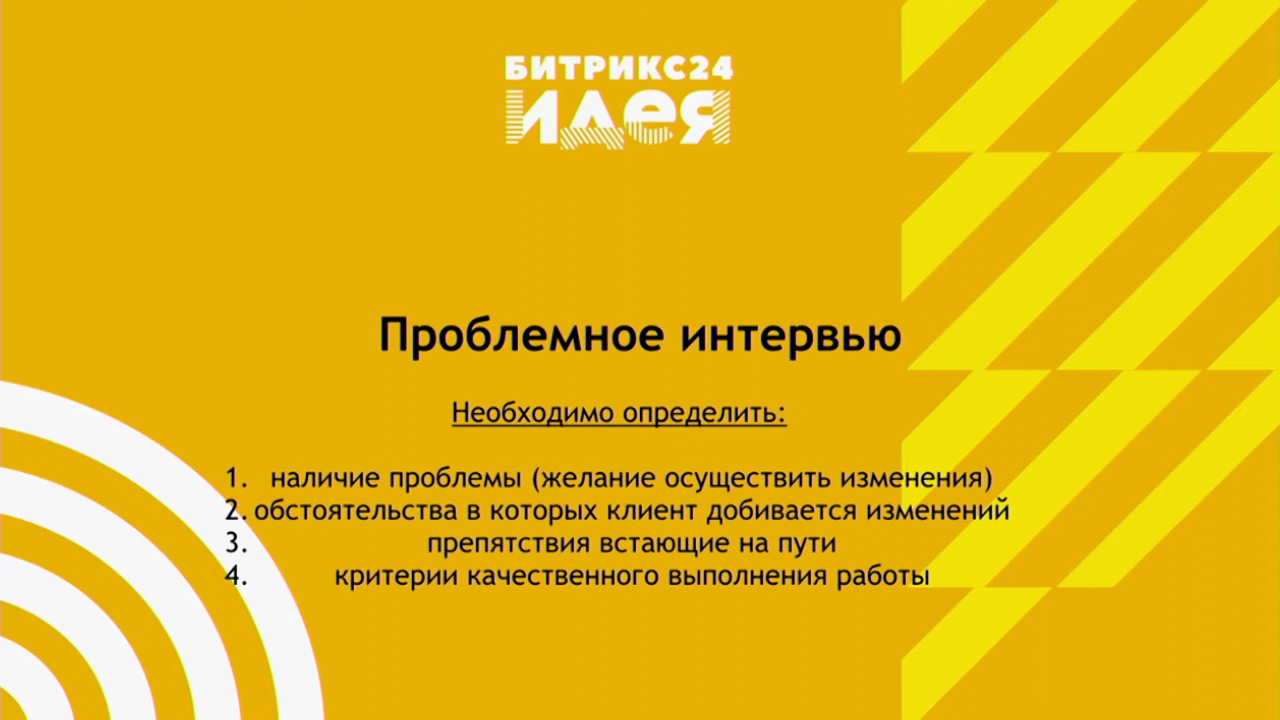 БИТРИКС24
идея
Проблемное интервью
Необходимо определить:
1. наличие проблемы (желание осуществить изменения)
2. обстоятельства в которых клиент добивается изменений
3. препятствия встающие на пути
4. критерии качественного выполнения работы